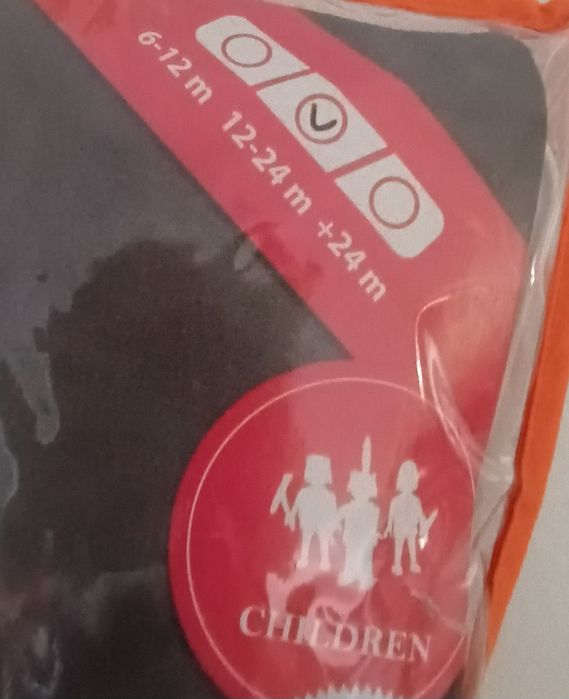 6-12 m
12-24 m
+24 m
CHILDREN